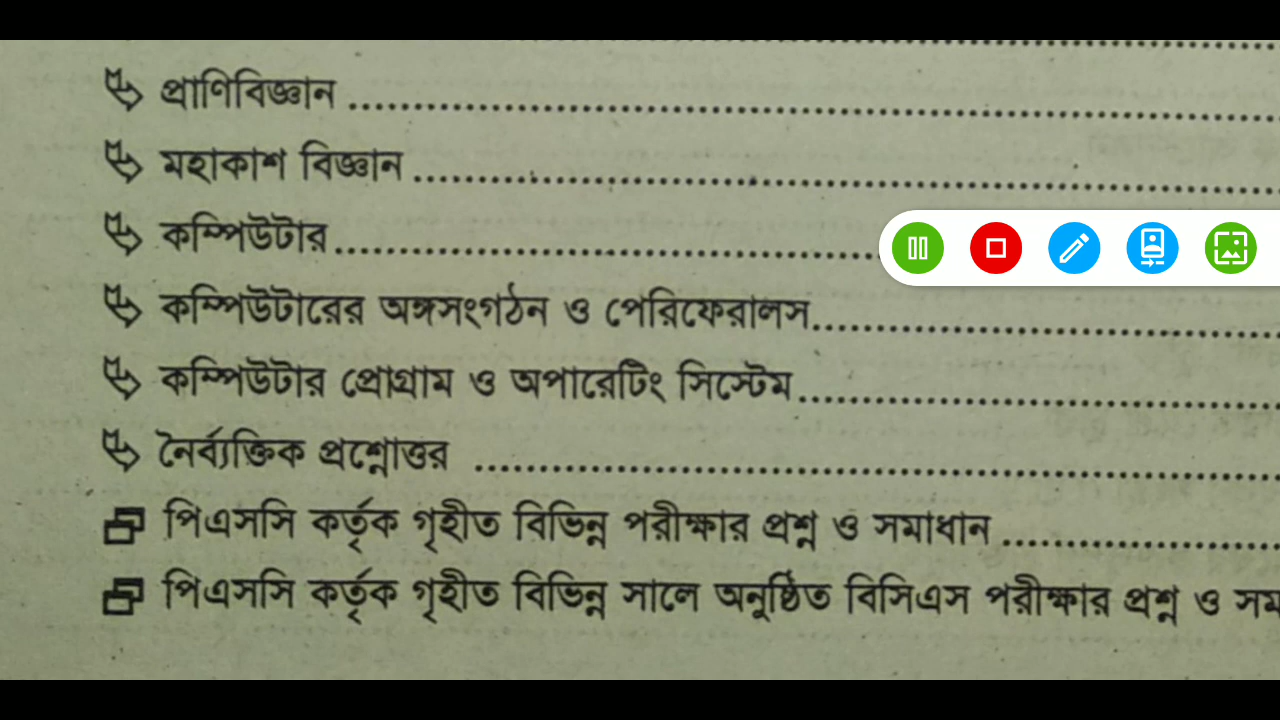 প্রাণিবিজ্ঞান ....................................................
মহাকাশ বিজ্ঞান ....................................................
কম্পিউটার ....................................................
কম্পিউটারের অঙ্গসংগঠন ও পেরিফেরালস ....................................
কম্পিউটার প্রোগ্রাম ও অপারেটিং সিস্টেম ....................................
নৈর্ব্যক্তিক প্রশ্নোত্তর ....................................................
পিএসসি কর্তৃক গৃহীত বিভিন্ন পরীক্ষার প্রশ্ন ও সমাধান ....................
পিএসসি কর্তৃক গৃহীত বিভিন্ন সালে অনুষ্ঠিত বিসিএস পরীক্ষার প্রশ্ন ও